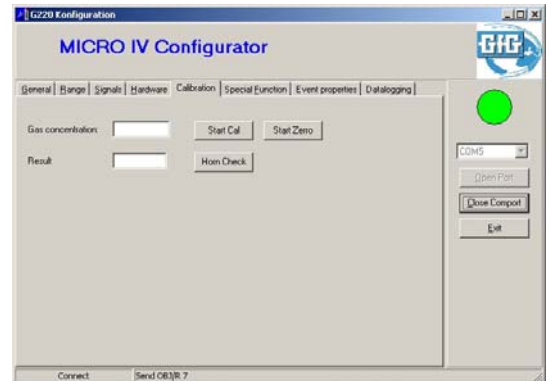 G220 Konfiguration
MICRO IV Configurator
GfG
General Range Signals Hardware Calibration Special Function Event properties Datalogging
Gas concentration:
Start Cal Start Zerro
Result
Horn Check
COM5
Open Port
Close Comport
Exit
Connect Send OBJ/R 7